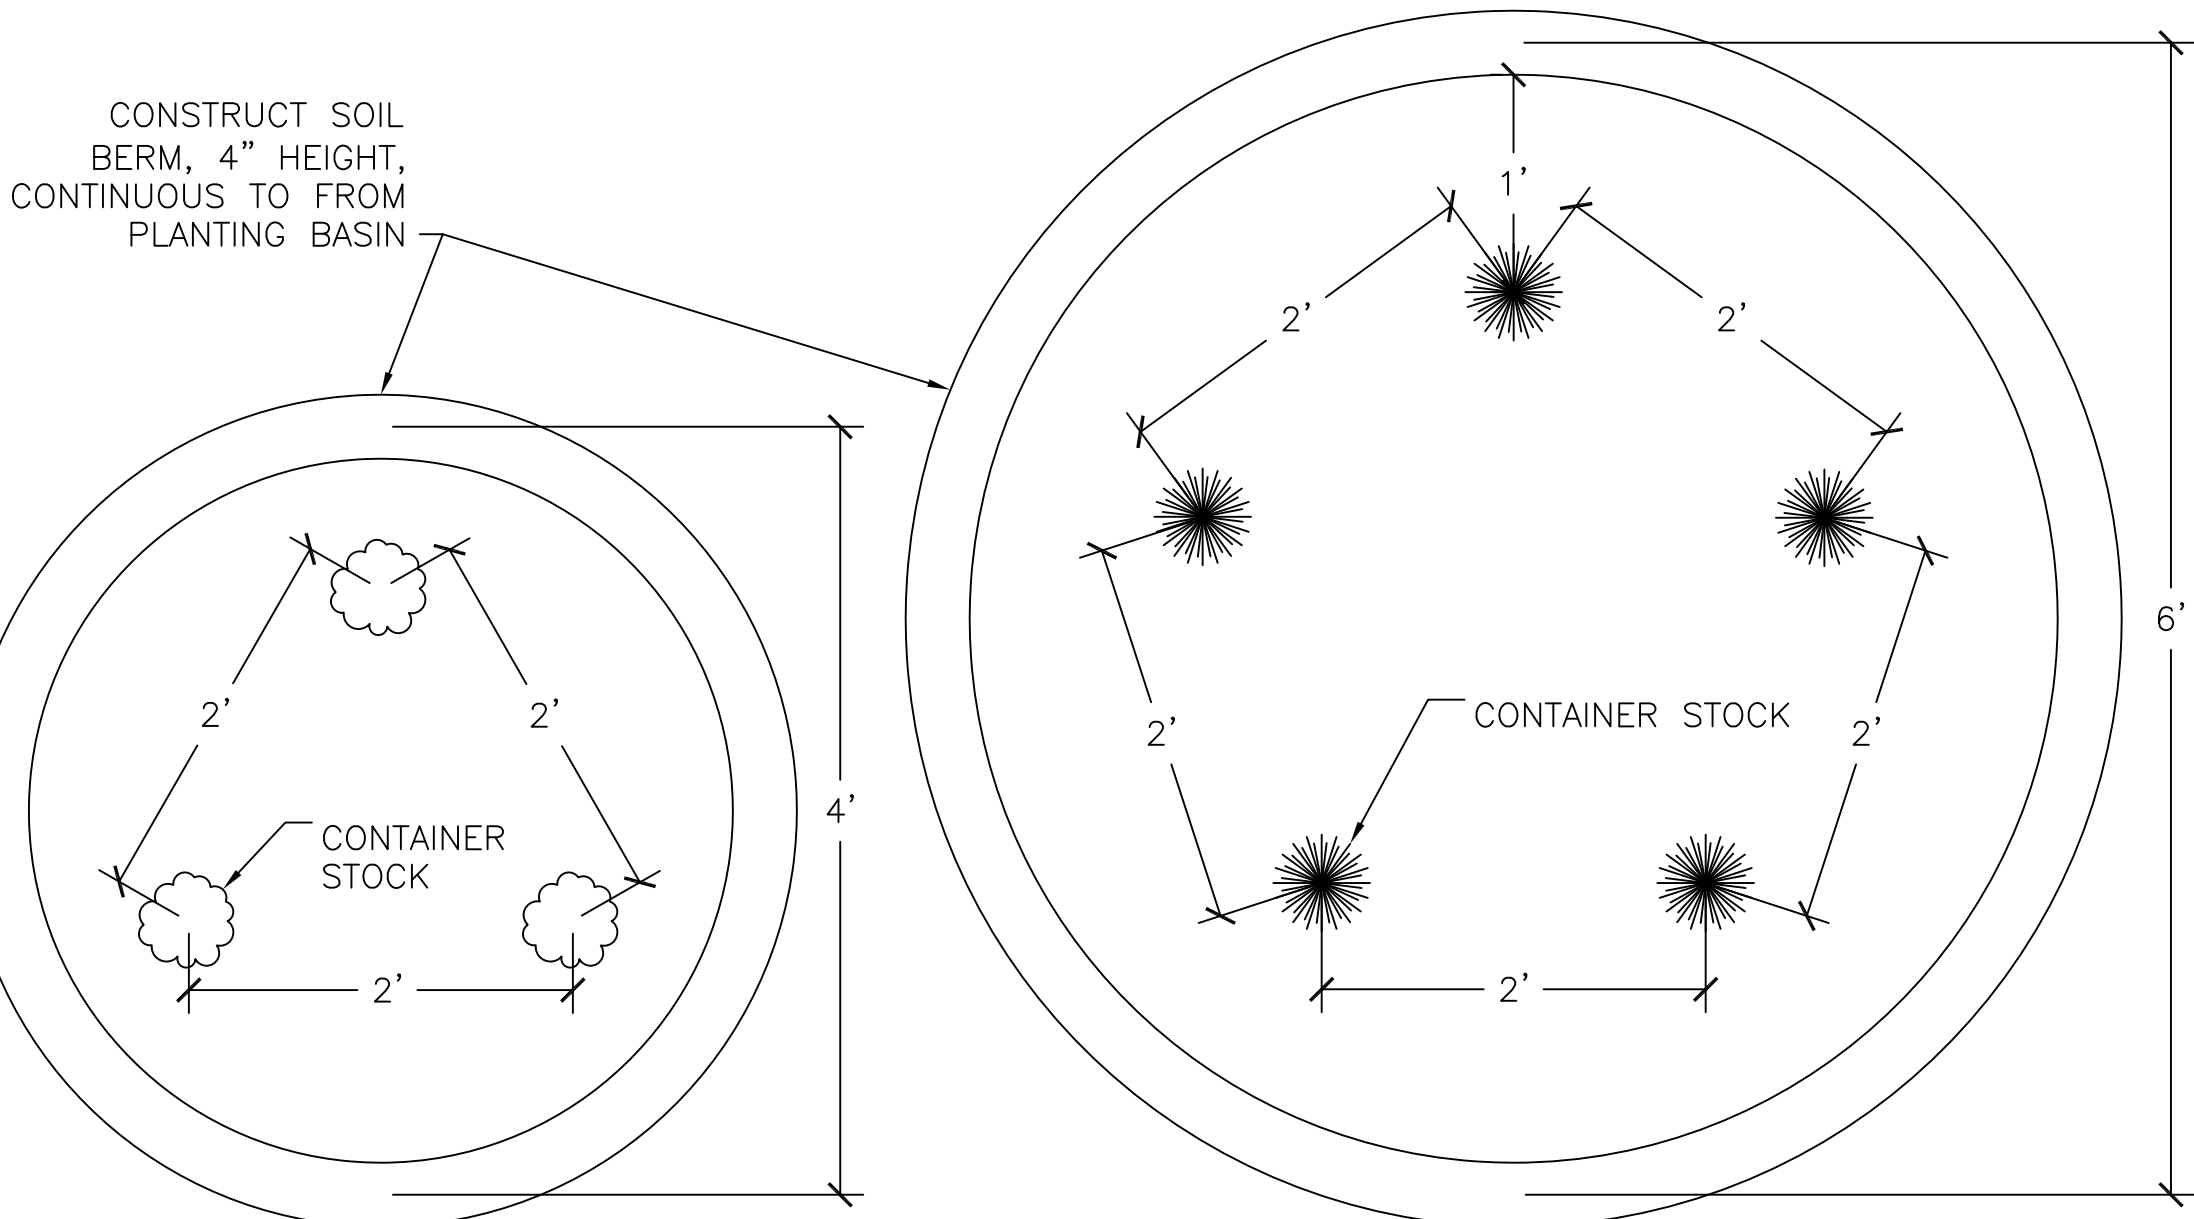 CONSTRUCT SOIL
BERM, 4” HEIGHT,
CONTINUOUS TO FROM
PLANTING BASIN
2’
2’
CONTAINER
STOCK
2’
4’
1’
2’
2’
2’
2’
CONTAINER STOCK
2’
6’